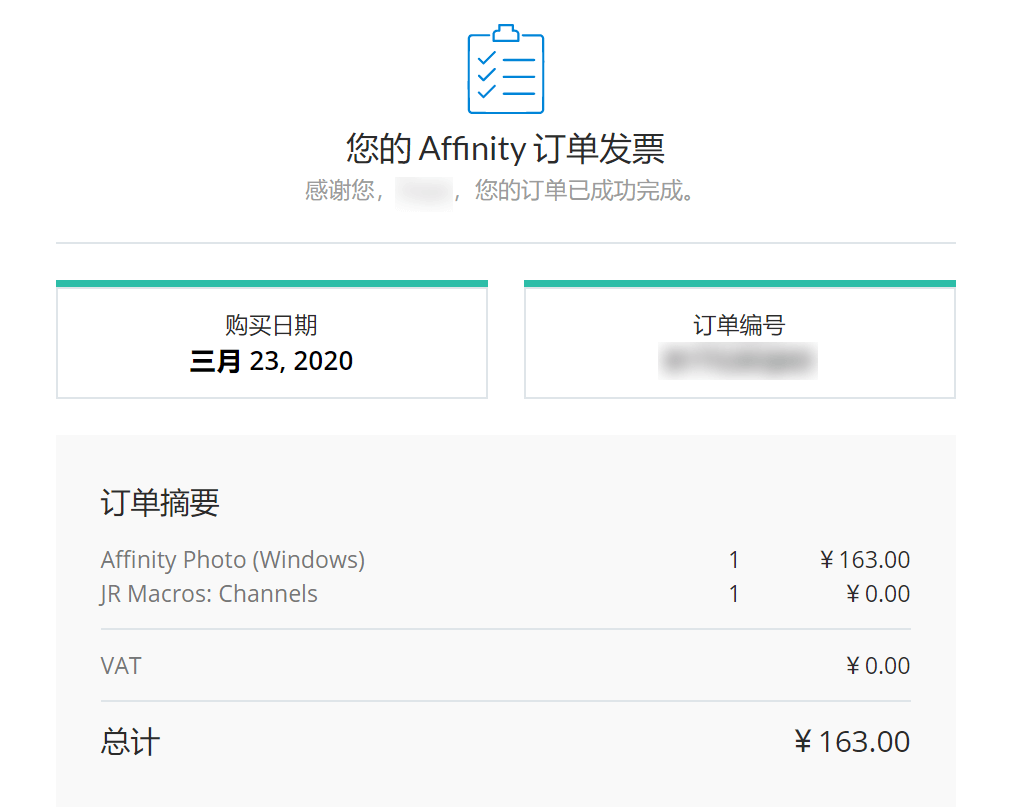 您的 Affinity 订单发票
感谢您, ，您的订单已成功完成。
购买日期
三月 23, 2020
订单编号
订单摘要
Affinity Photo (Windows) 1 ¥ 163.00
JR Macros: Channels 1 ¥ 0.00
VAT ¥ 0.00
总计 ¥ 163.00